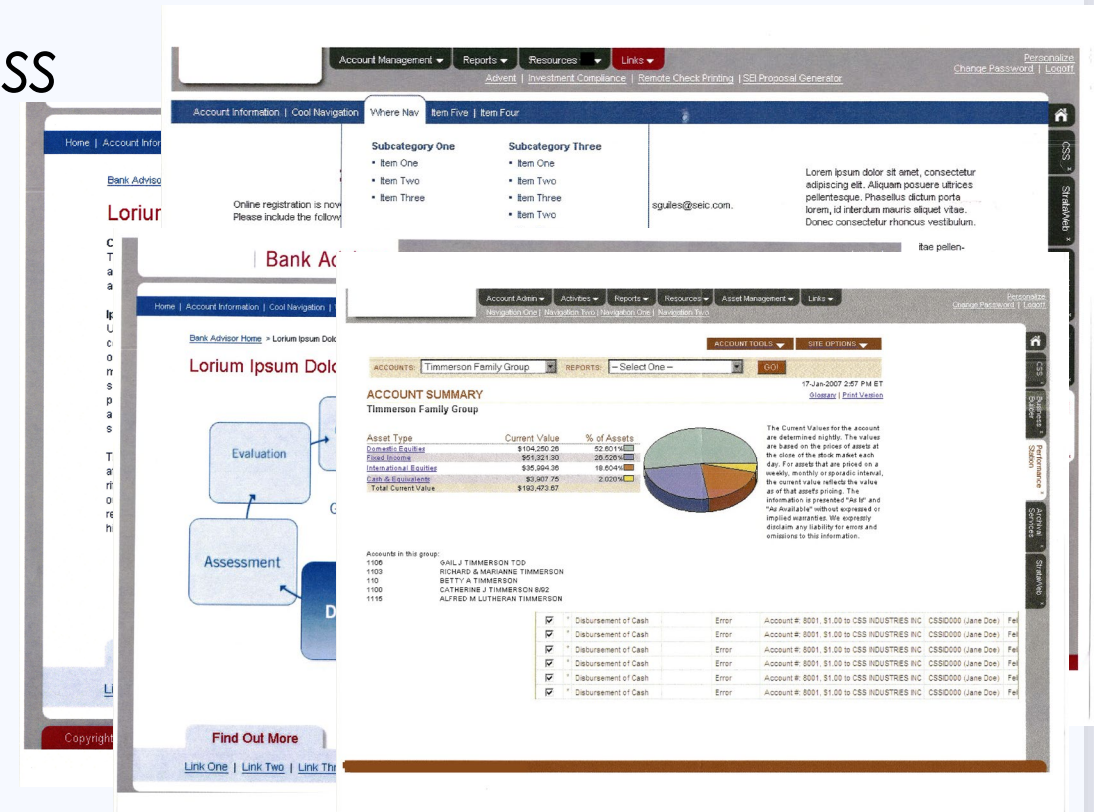 ss
Account Management Reports Resources Links
Personalize
Change Password | Logoff
Advent | Investment Compliance | Remote Check Printing | SEI Proposal Generator
Account Information | Cool Navigation Where Nav Item Five | Item Four
Subcategory One Subcategory Three
• Item One • Item One
• Item Two • Item Two
• Item Three • Item Three
• Item Two
Online registration is now
Please include the follow
sguiles@seic.com.
Lorem ipsum dolor sit amet, consectetur
adipiscing elit. Aliquam posuere ultrices
pellentesque. Phasellus dictum porta
lorem, id interdum mauris aliquet vitae.
Donec consectetur rhoncus vestibulum.
itae pellen-
CSS
StrataWeb
Home | Account Infor
Bank Adviso
Loriur
Copyright
Bank Ad
Home | Account Information | Cool Navigation |
Bank Advisor Home > Lorium Ipsum Dolo
Lorium Ipsum Dolo
Evaluation
Assessment
D
Find Out More
Link One | Link Two | Link Thr
Account Admin Activities Reports Resources Asset Management Links
Personalize
Change Password | Logoff
Navigation One | Navigation Two | Navigation One | Navigation Two
ACCOUNT TOOLS SITE OPTIONS
ACCOUNTS: Timmerson Family Group REPORTS: – Select One – GO!
17-Jan-2007 2:57 PM ET
Glossary | Print Version
ACCOUNT SUMMARY
Timmerson Family Group
Asset Type Current Value % of Assets
Domestic Equities $104,250.26 52.601%
Fixed Income $51,321.30 26.526%
International Equities $35,994.36 18.604%
Cash & Equivalents $3,907.75 2.020%
Total Current Value $193,473.67
The Current Values for the account
are determined nightly. The values
are based on the prices of assets at
the close of the stock market each
day. For assets that are priced on a
weekly, monthly or sporadic interval,
the current value reflects the value
as of that assets pricing. The
information is presented "As Is" and
"As Available" without expressed or
implied warranties. We expressly
disclaim any liability for errors and
omissions to this information.
Accounts in this group:
1106 GAIL J TIMMERSON TOD
1103 RICHARD & MARIANNE TIMMERSON
110 BETTY A TIMMERSON
1100 CATHERINE J TIMMERSON 8/92
1115 ALFRED M LUTHERAN TIMMERSON
* Disbursement of Cash Error Account #: 8001, $1.00 to CSS INDUSTRIES INC CSSID000 (Jane Doe) Fel
* Disbursement of Cash Error Account #: 8001, $1.00 to CSS INDUSTRIES INC CSSID000 (Jane Doe) Fel
* Disbursement of Cash Error Account #: 8001, $1.00 to CSS INDUSTRIES INC CSSID000 (Jane Doe) Fel
* Disbursement of Cash Error Account #: 8001, $1.00 to CSS INDUSTRIES INC CSSID000 (Jane Doe) Fel
* Disbursement of Cash Error Account #: 8001, $1.00 to CSS INDUSTRIES INC CSSID000 (Jane Doe) Fel
* Disbursement of Cash Error Account #: 8001, $1.00 to CSS INDUSTRIES INC CSSID000 (Jane Doe) Fel
CSS
Business Builder
Performance Station
Archival Services
StrataWeb